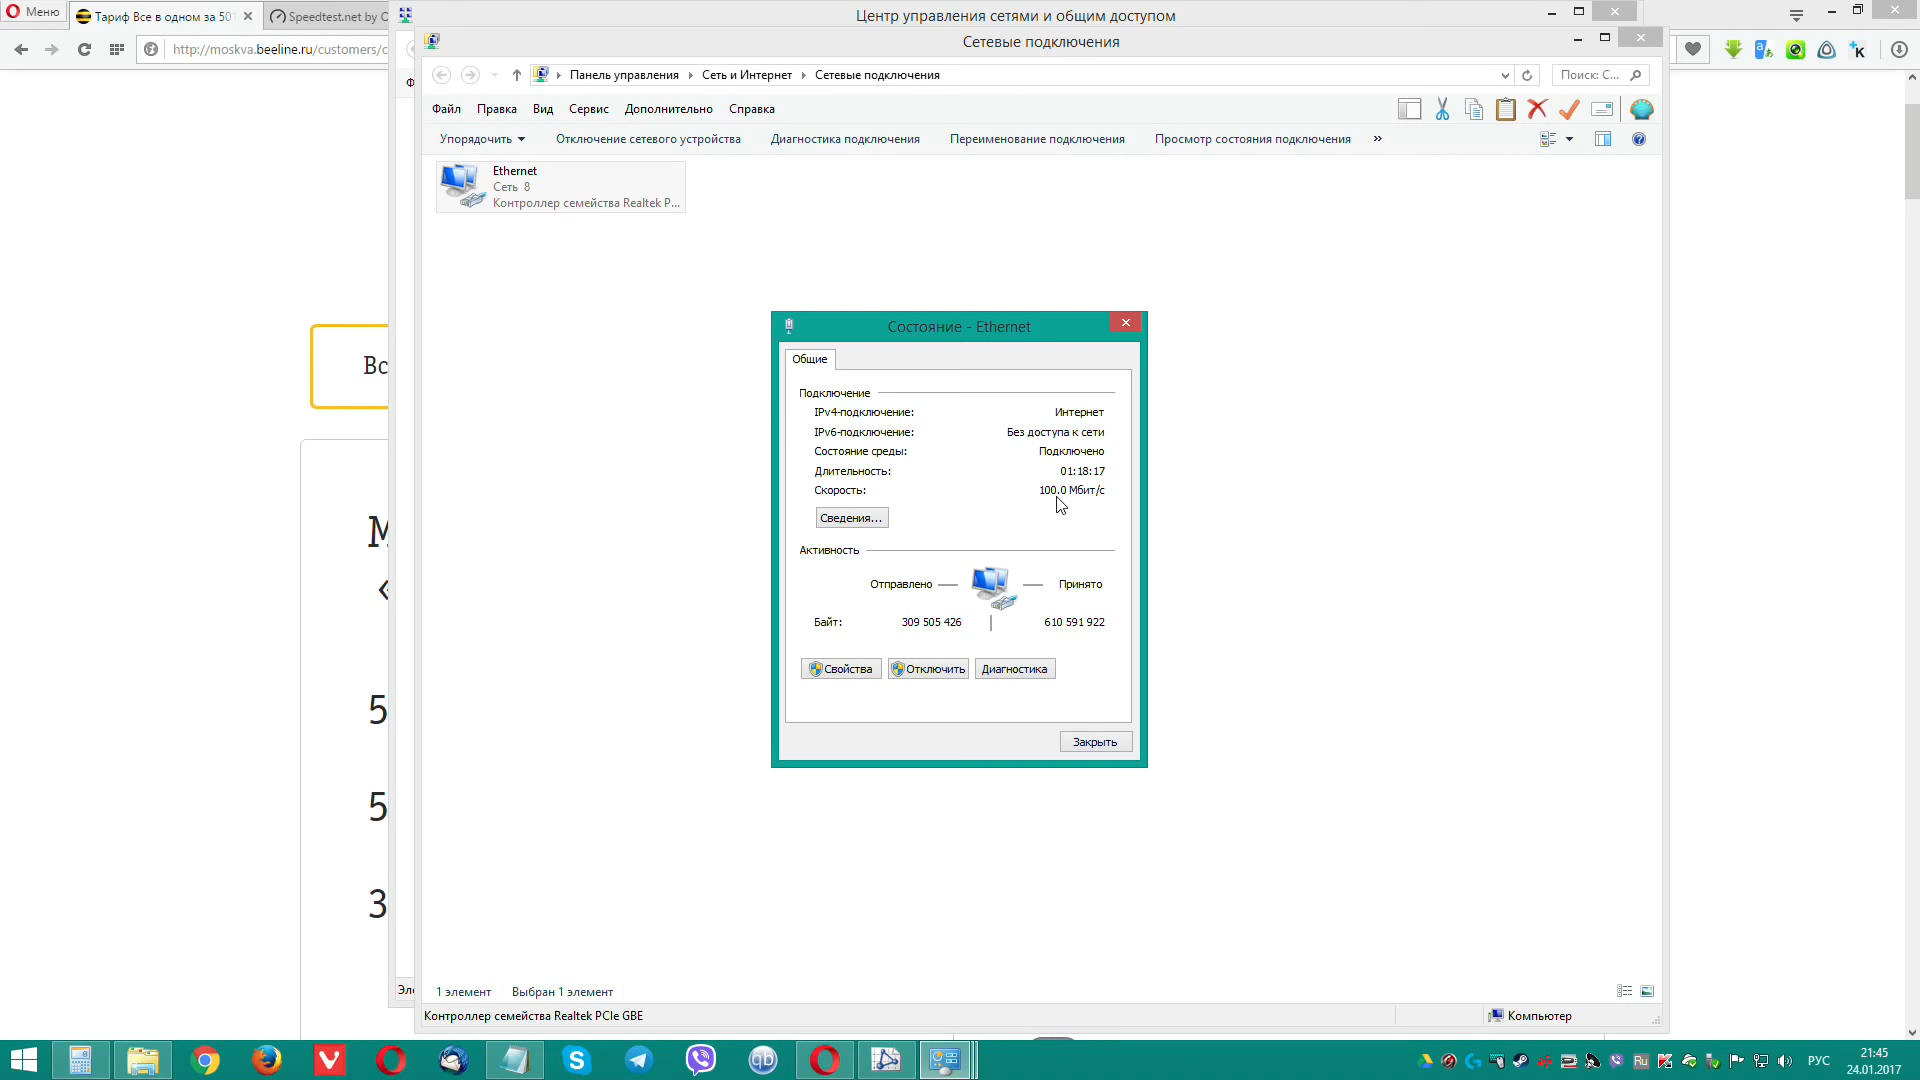 Меню
Тариф Все в одном за 501
Speedtest.net by O
Центр управления сетями и общим доступом
http://moskva.beeline.ru/customers/c
Сетевые подключения
Панель управления
Сеть и Интернет
Сетевые подключения
Поиск: С...
Файл
Правка
Вид
Сервис
Дополнительно
Справка
Упорядочить
Отключение сетевого устройства
Диагностика подключения
Переименование подключения
Просмотр состояния подключения
»
Ethernet
Сеть 8
Контроллер семейства Realtek P...
Вс
М
«
5
5
3
Состояние - Ethernet
Общие
Подключение
IPv4-подключение:
Интернет
IPv6-подключение:
Без доступа к сети
Состояние среды:
Подключено
Длительность:
01:18:17
Скорость:
100.0 Мбит/с
Сведения...
Активность
Отправлено
Принято
Байт:
309 505 426
610 591 922
Свойства
Отключить
Диагностика
Закрыть
Эле
1 элемент
Выбран 1 элемент
Контроллер семейства Realtek PCIe GBE
Компьютер
qb
Ru
РУС
21:45
24.01.2017